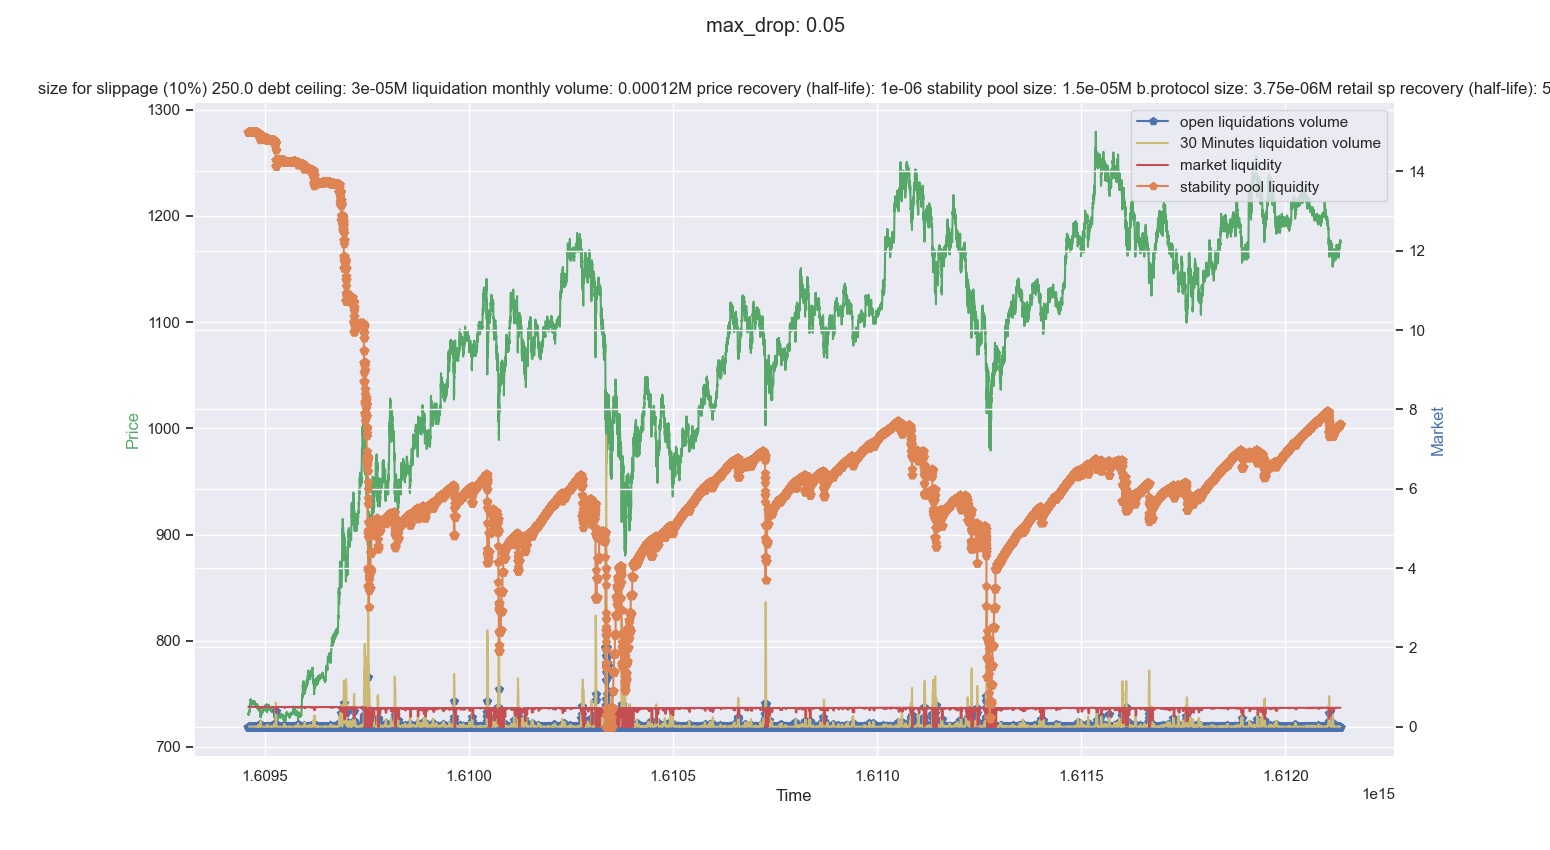 max_drop: 0.05
size for slippage (10%) 250.0 debt ceiling: 3e-05M liquidation monthly volume: 0.00012M price recovery (half-life): 1e-06 stability pool size: 1.5e-05M b.protocol size: 3.75e-06M retail sp recovery (half-life): 5
open liquidations volume
30 Minutes liquidation volume
market liquidity
stability pool liquidity
1300
1200
1100
1000
900
800
700
Price
14
12
10
8
6
4
2
0
Market
1.6095
1.6100
1.6105
1.6110
1.6115
1.6120
1e15
Time